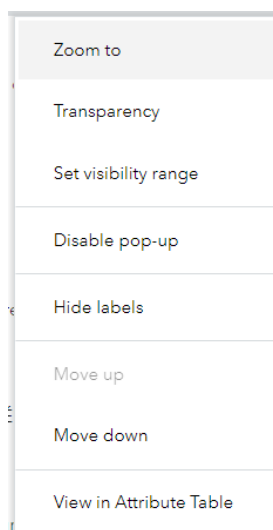 Zoom to
Transparency
Set visibility range
Disable pop-up
Hide labels
Move up
Move down
View in Attribute Table